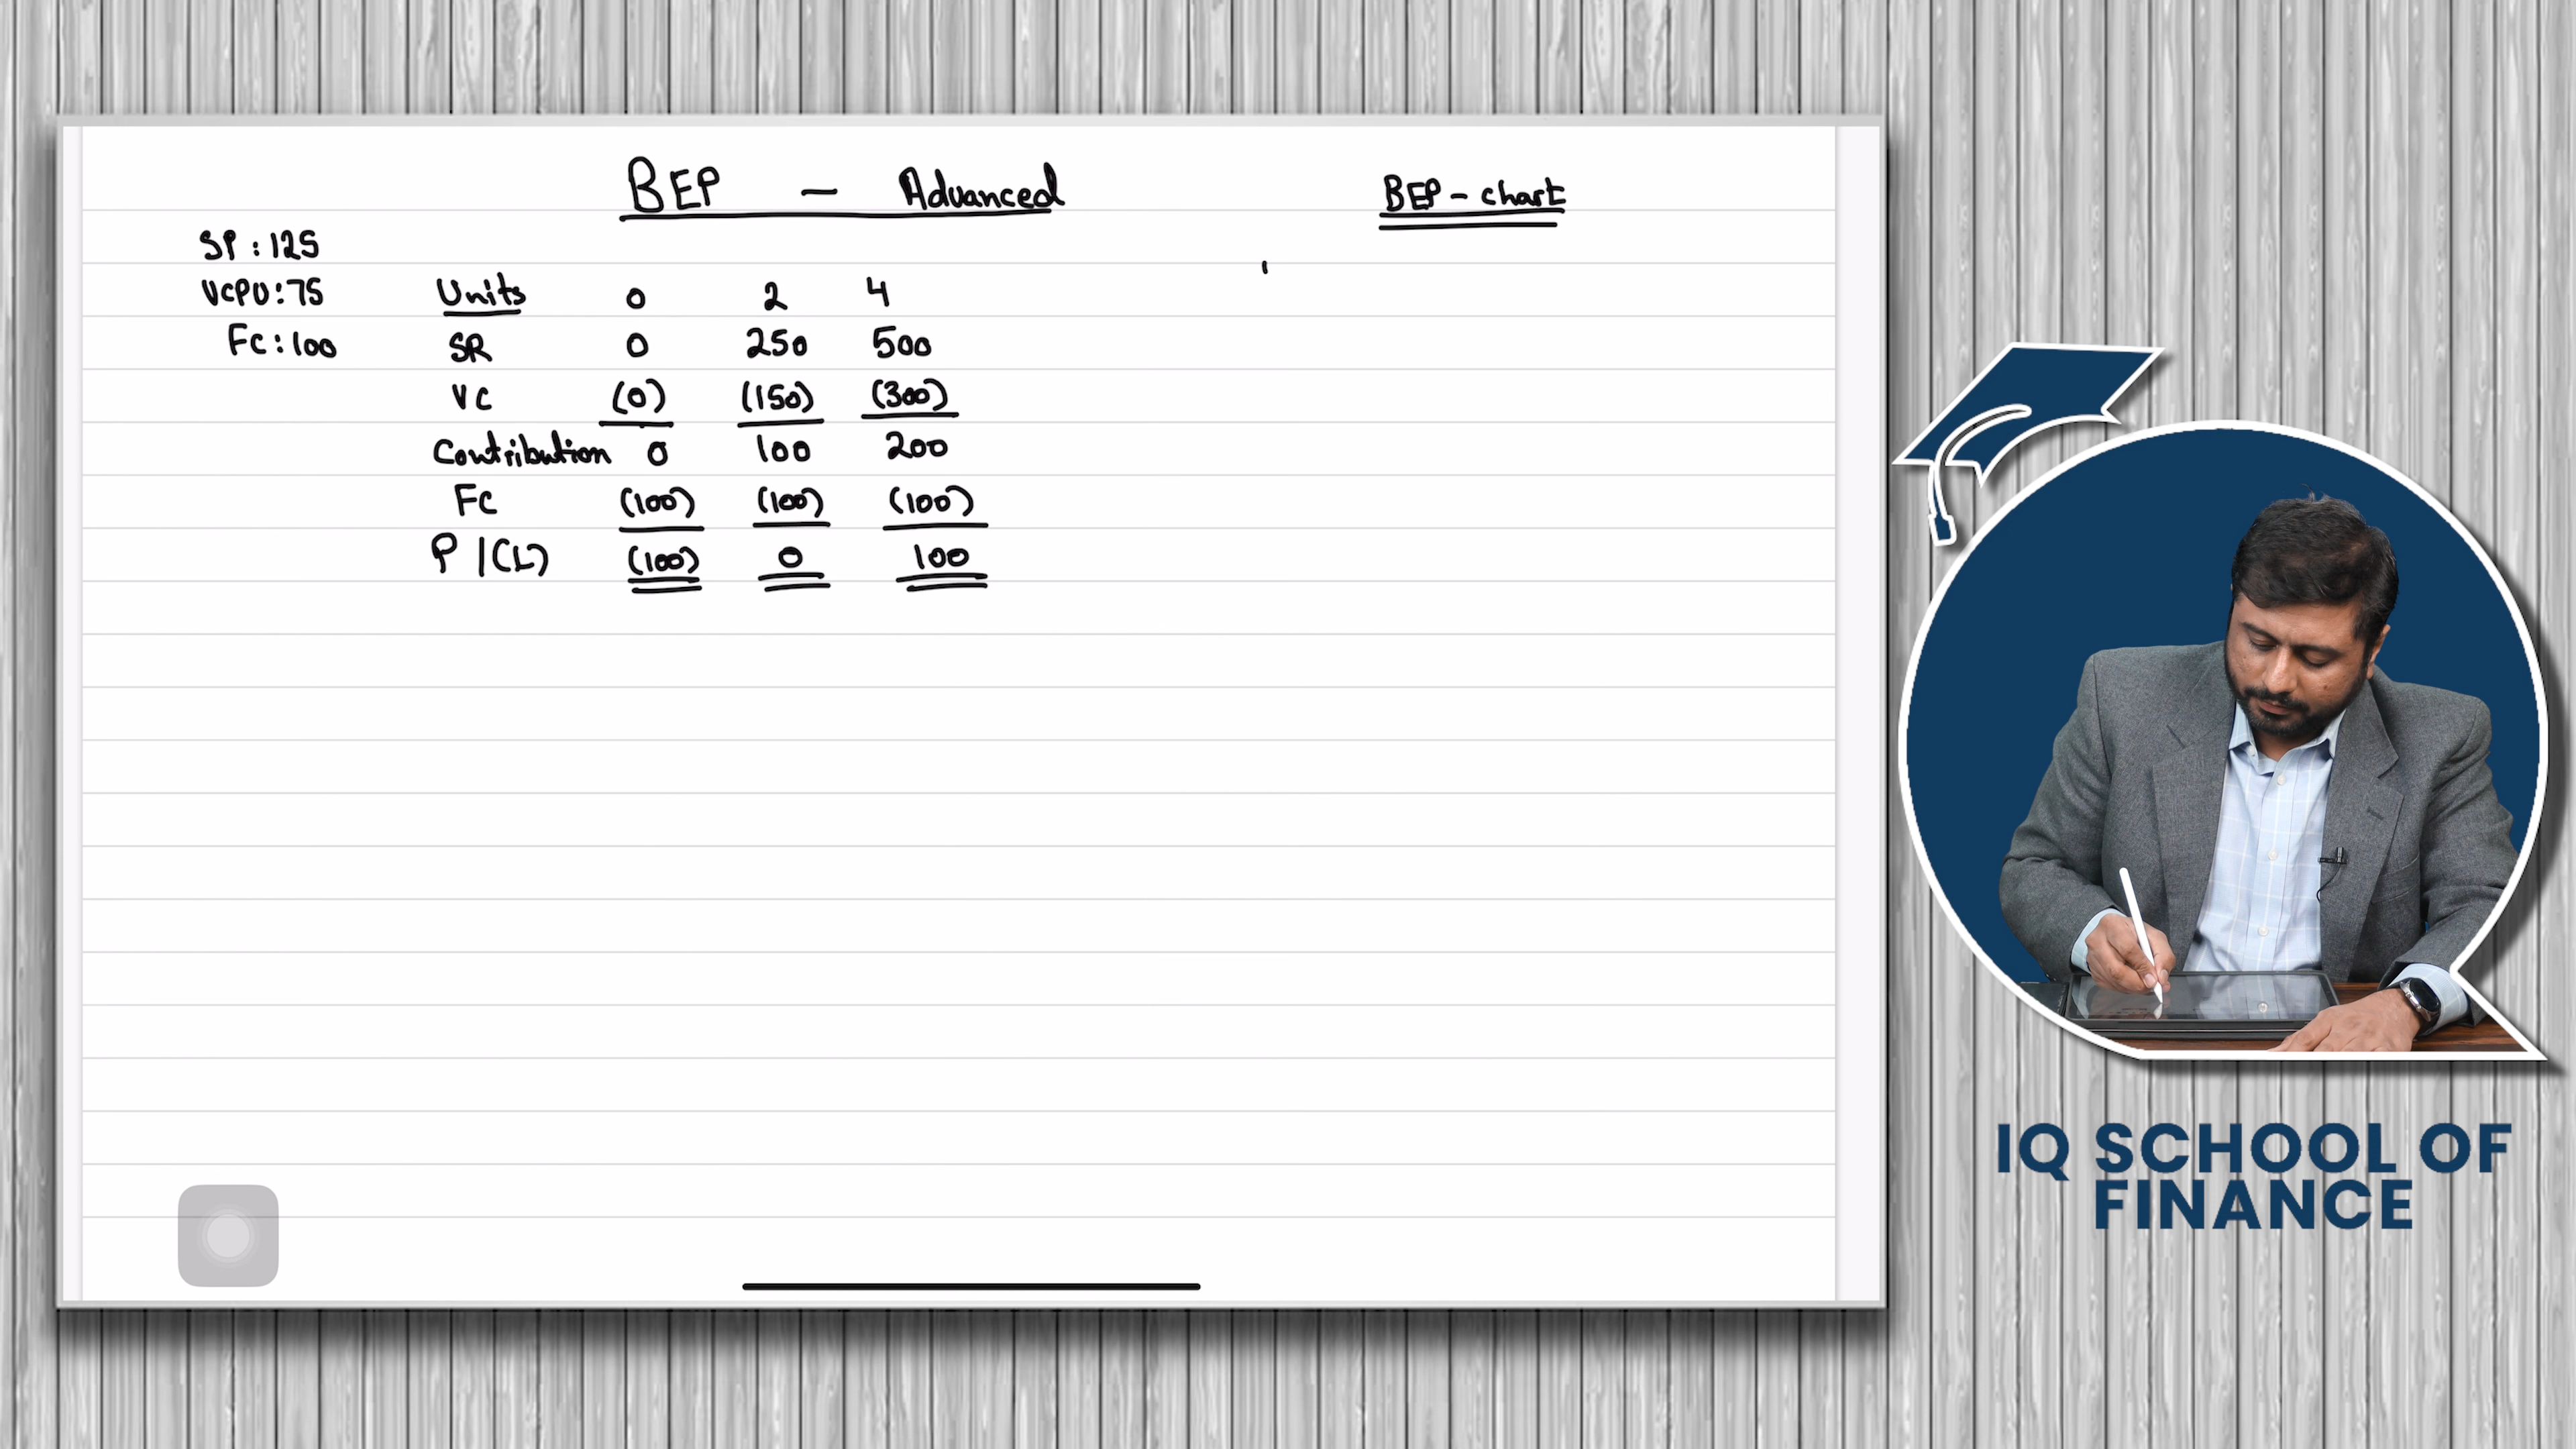 BEP - Advanced
BEP - chart
SP : 125
VCPU : 75
FC : 100
Units 0 2 4
SR 0 250 500
VC (0) (150) (300)
Contribution 0 100 200
FC (100) (100) (100)
P / (L) (100) 0 100
IQ SCHOOL OF
FINANCE